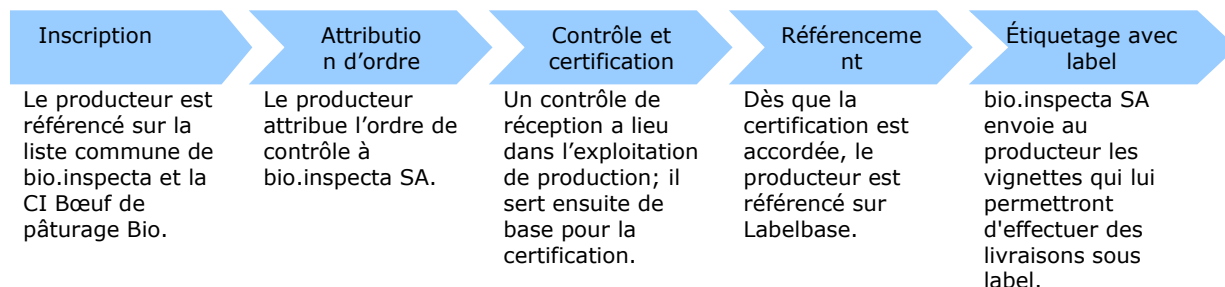 Inscription
Attributio
n d’ordre
Contrôle et
certification
Référenceme
nt
Étiquetage avec
label
Le producteur est
référencé sur la
liste commune de
bio.inspecta et la
CI Bœuf de
pâturage Bio.
Le producteur
attribue l’ordre de
contrôle à
bio.inspecta SA.
Un contrôle de
réception a lieu
dans l’exploitation
de production; il
sert ensuite de
base pour la
certification.
Dès que la
certification est
accordée, le
producteur est
référencé sur
Labelbase.
bio.inspecta SA
envoie au
producteur les
vignettes qui lui
permettront
d'effectuer des
livraisons sous
label.